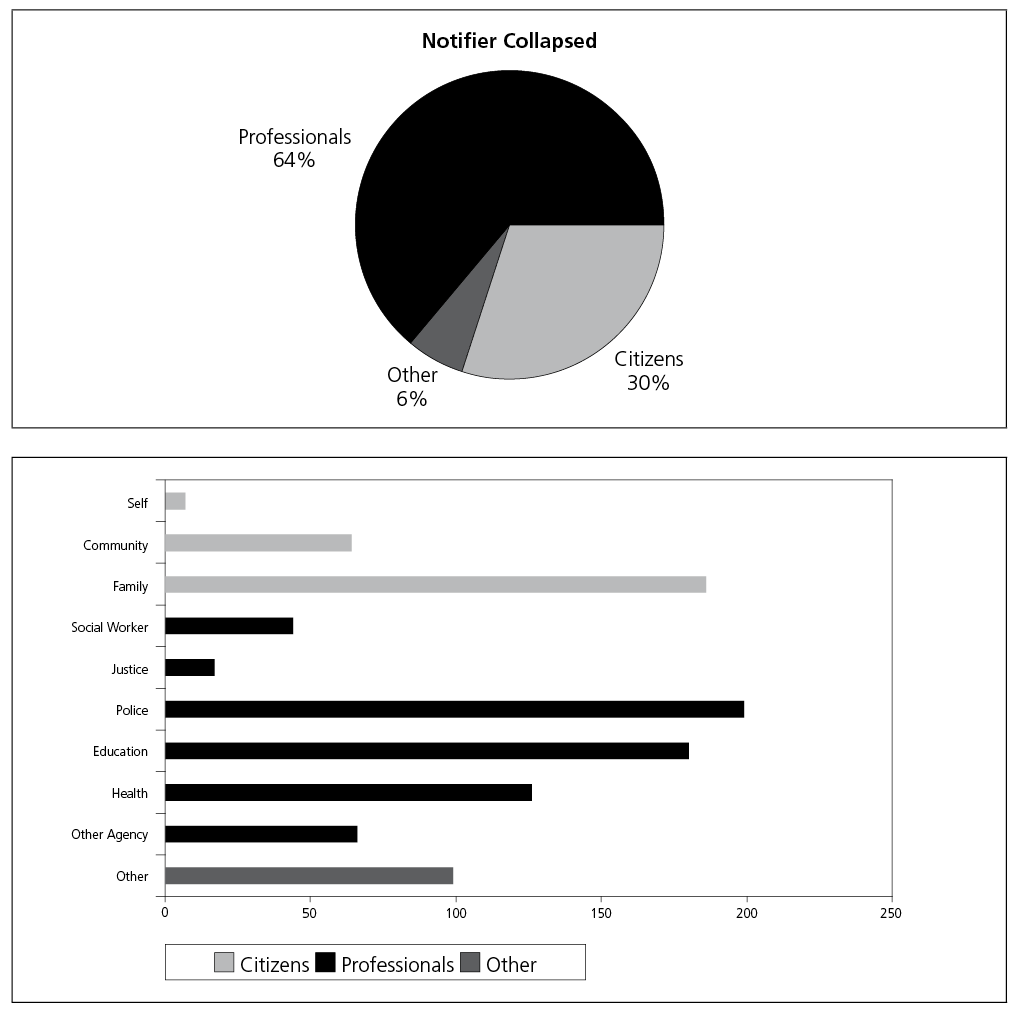 Notifier Collapsed
Professionals
64%
Citizens
30%
Other
6%
Self
Community
Family
Social Worker
Justice
Police
Education
Health
Other Agency
Other
0 50 100 150 200 250
Citizens Professionals Other